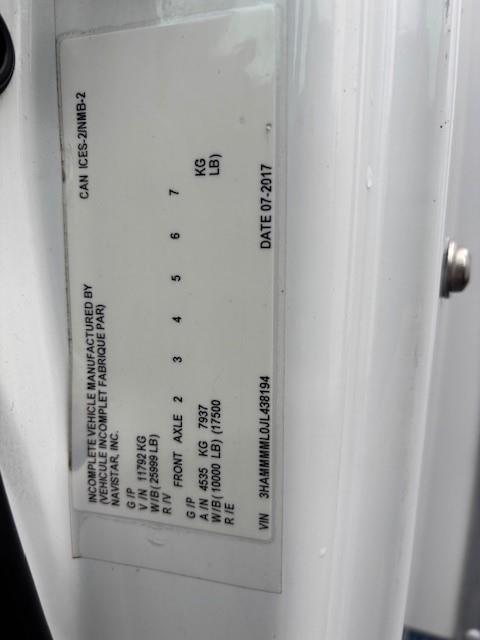 INCOMPLETE VEHICLE MANUFACTURED BY CAN ICES-2/NMB-2
(VEHICULE INCOMPLET FABRIQUE PAR)
NAVISTAR, INC.
G / P
V / N 11792 KG
W/B( 25999 LB)
R / V FRONT AXLE 2 3 4 5 6 7
G / P
A / N 4535 KG 7937 KG
W/B( 10000 LB) (17500 LB)
R / E
VIN 3HAMMMML0JL438194 DATE 07-2017